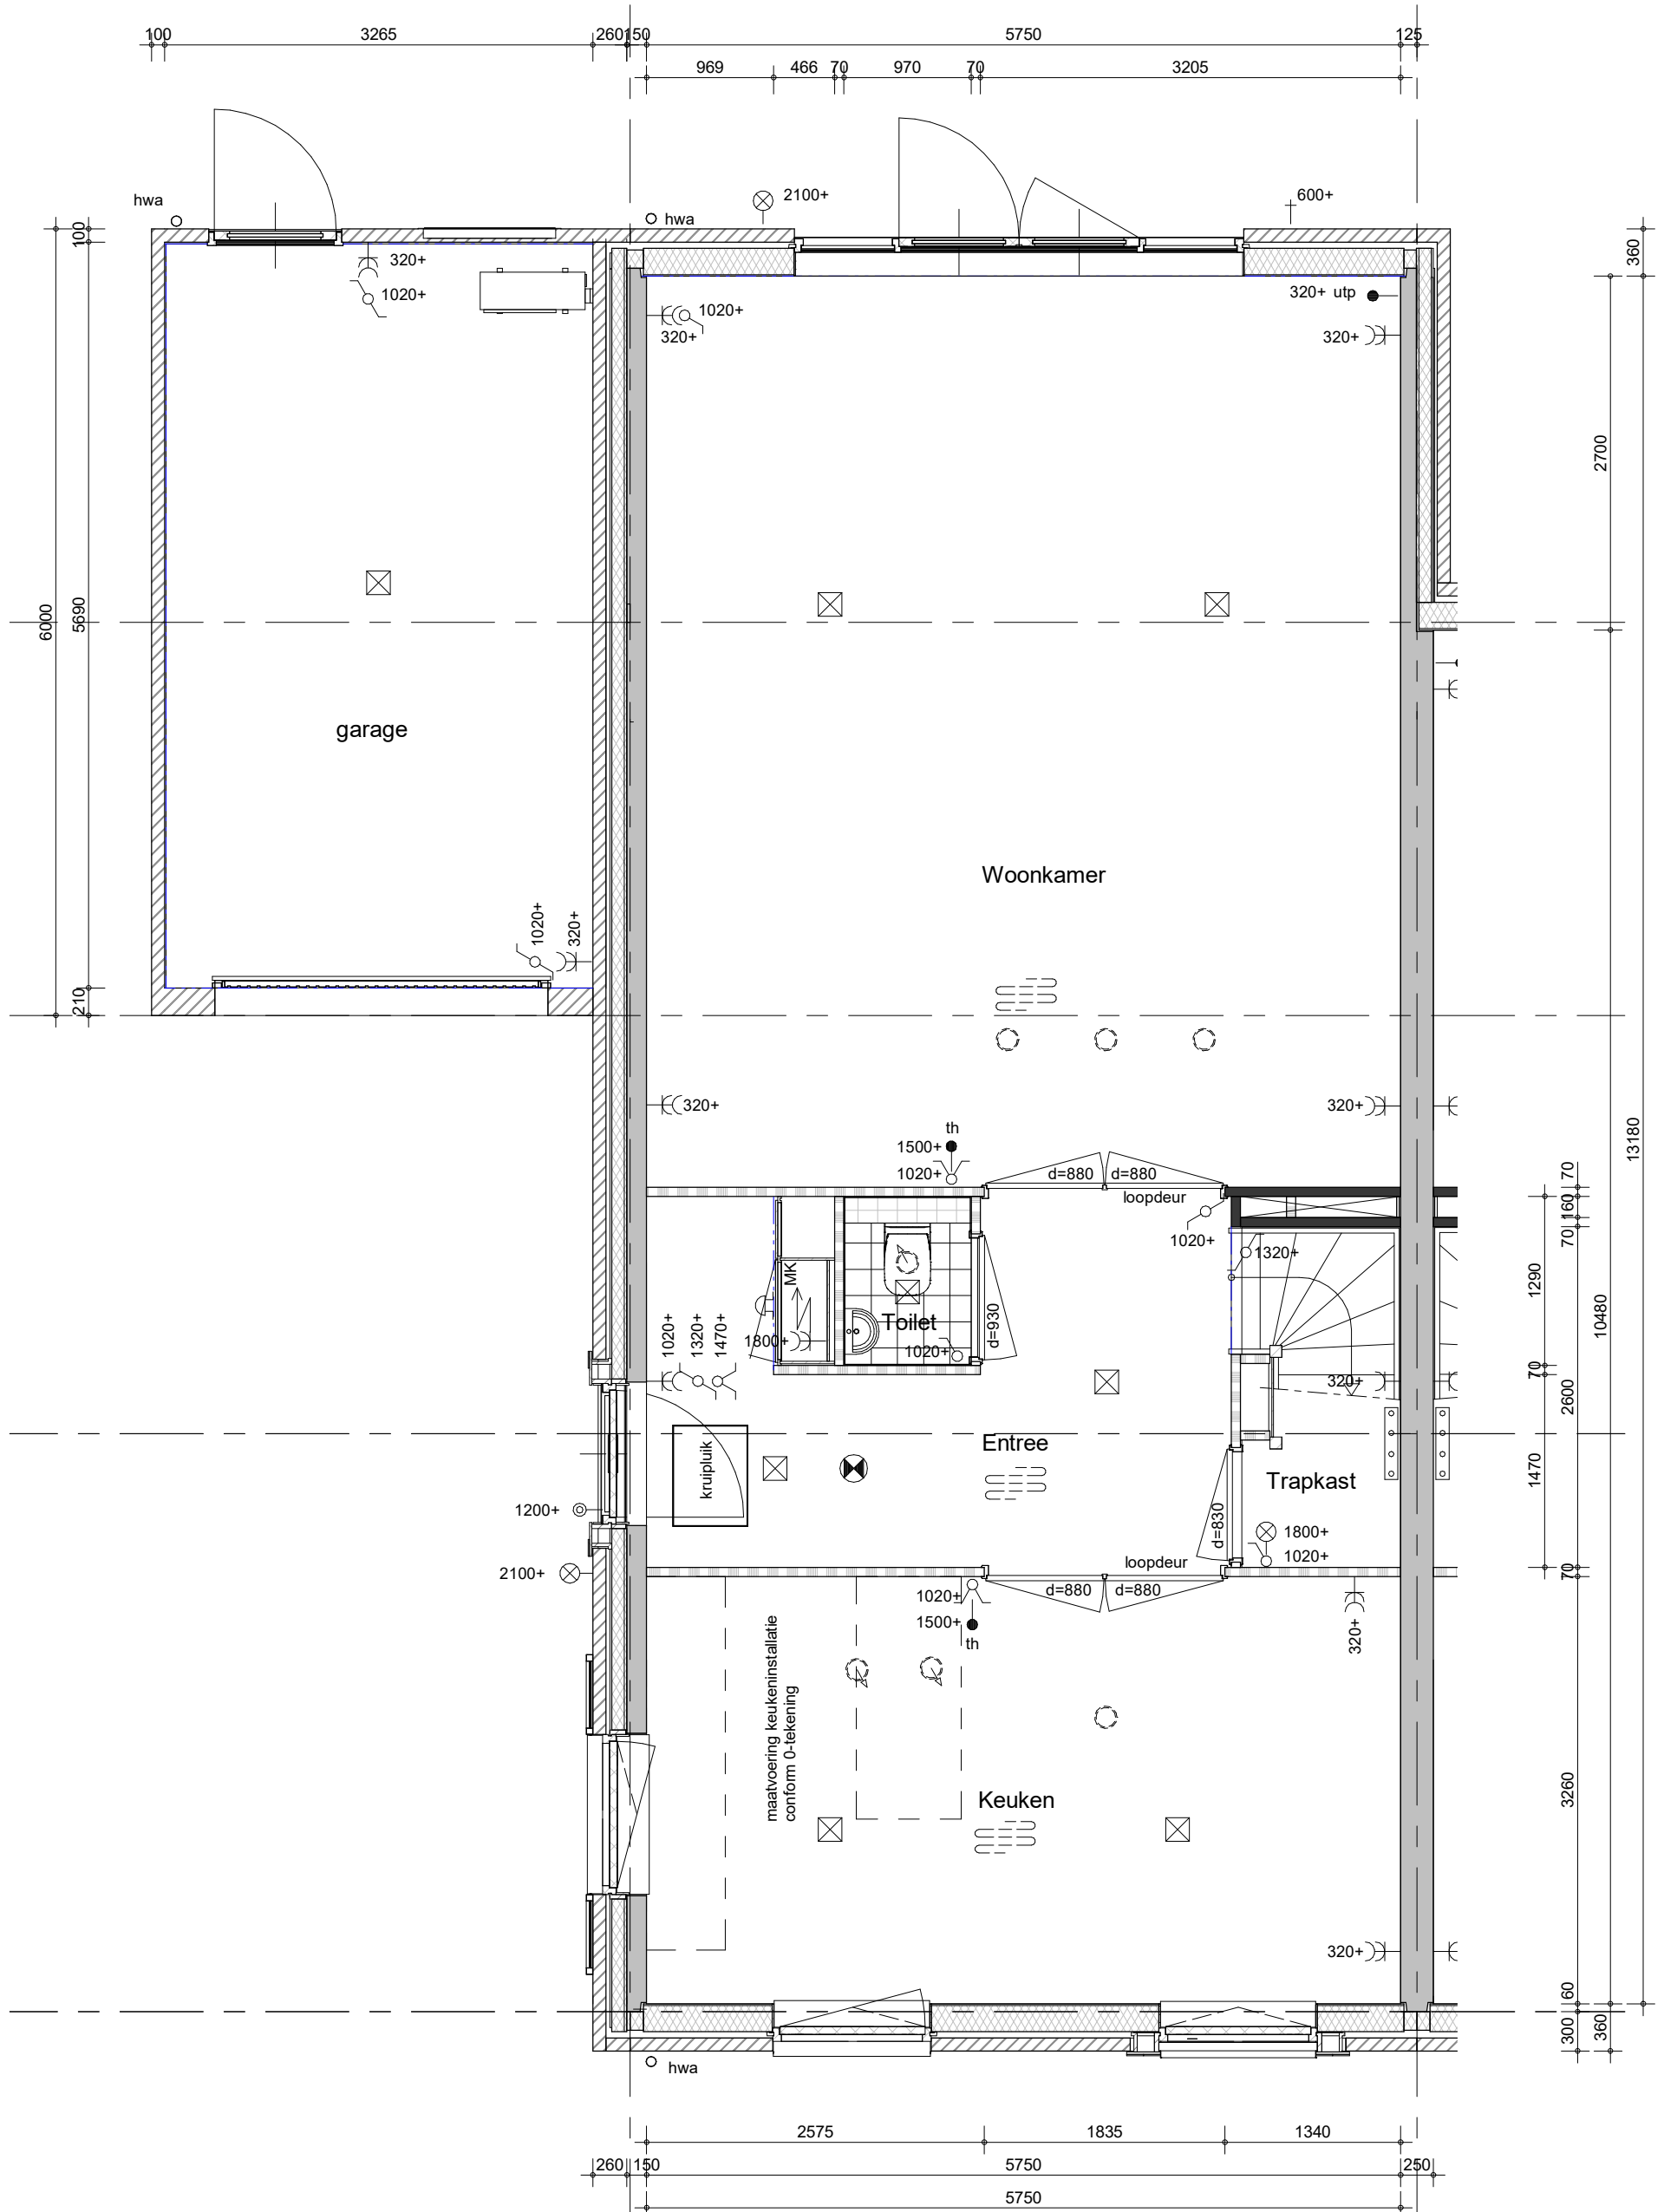 100 3265 260 150 5750 125
969 466 70 970 70 3205
hwa
hwa
2100+
600+
100
360
320+
1020+
1020+
320+
320+ utp
320+
2700
6000
5690
garage
Woonkamer
1020+
320+
210
320+
320+
13180
th
1500+
1020+
d=880 d=880
loopdeur
70
160
70
1020+
1320+
1290
10480
MK
Toilet
1020+
1320+
1470+
1800+
1020+
d=930
320+
70
2600
Entree
kruipluik
Trapkast
1470
1200+
d=830
1800+
1020+
2100+
loopdeur
d=880 d=880
70
1020+
1500+
th
320+
maatvoering keukeninstallatie
conform 0-tekening
Keuken
3260
320+
60
300
360
hwa
2575 1835 1340
260 150 5750 250
5750